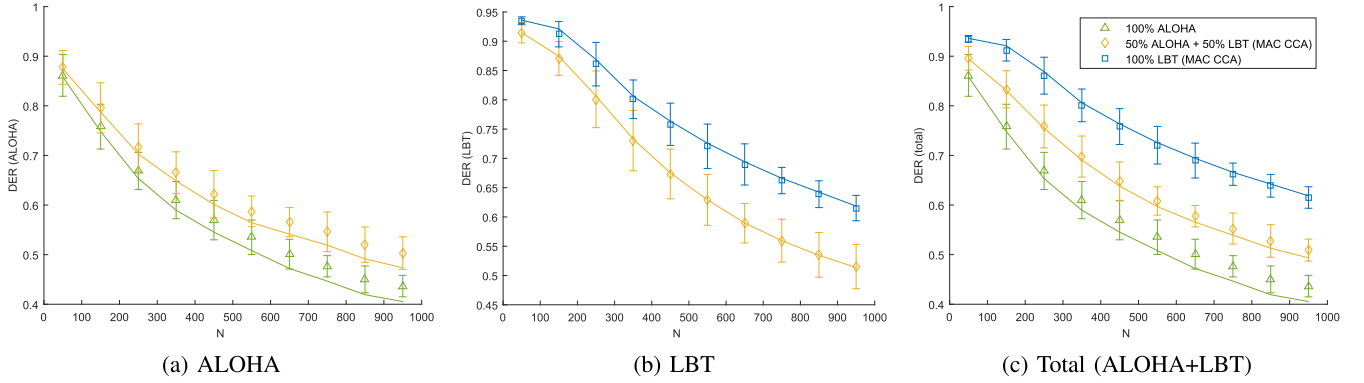 1
0.9
0.8
0.7
0.6
0.5
0.4
DER (ALOHA)
0 100 200 300 400 500 600 700 800 900 1000
N
(a) ALOHA
0.95
0.9
0.85
0.8
0.75
0.7
0.65
0.6
0.55
0.5
0.45
DER (LBT)
0 100 200 300 400 500 600 700 800 900 1000
N
(b) LBT
1
0.9
0.8
0.7
0.6
0.5
0.4
DER (total)
100% ALOHA
50% ALOHA + 50% LBT (MAC CCA)
100% LBT (MAC CCA)
0 100 200 300 400 500 600 700 800 900 1000
N
(c) Total (ALOHA+LBT)